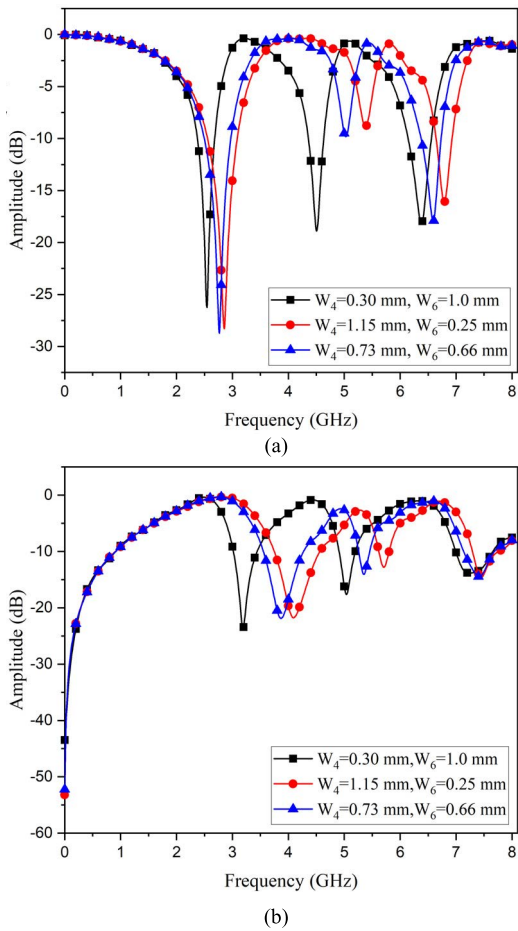 0
-5
-10
-15
-20
-25
-30
Amplitude (dB)
W₄=0.30 mm, W₆=1.0 mm
W₄=1.15 mm, W₆=0.25 mm
W₄=0.73 mm, W₆=0.66 mm
0 1 2 3 4 5 6 7 8
Frequency (GHz)
(a)
0
-10
-20
-30
-40
-50
-60
Amplitude (dB)
W₄=0.30 mm,W₆=1.0 mm
W₄=1.15 mm,W₆=0.25 mm
W₄=0.73 mm,W₆=0.66 mm
0 1 2 3 4 5 6 7 8
Frequency (GHz)
(b)